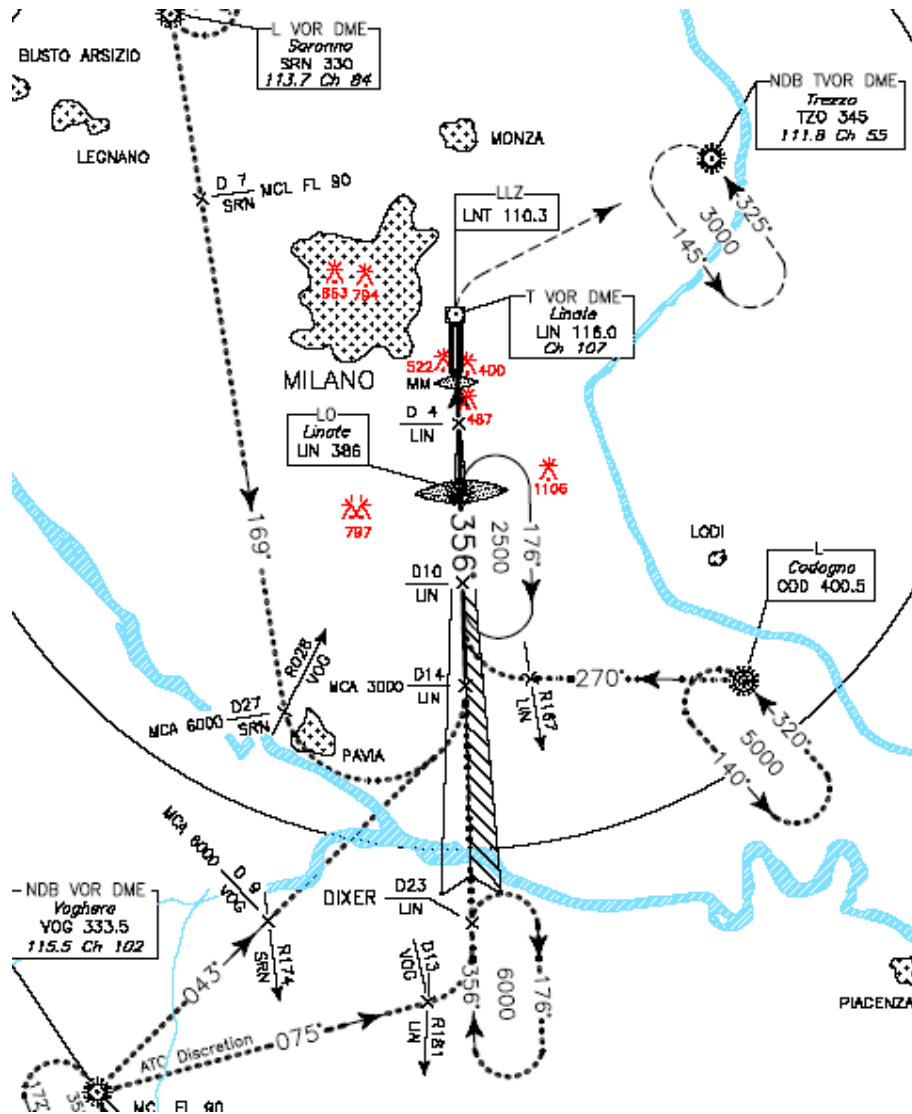 L VOR DME
Saronno
SRN 330
113.7 Ch 84
BUSTO ARSIZIO
LEGNANO
MONZA
NDB TVOR DME
Trezzo
TZO 345
111.8 Ch 55
D 7
SRN
MCL FL 90
LLZ
LNT 110.3
325°
3000
145°
863
794
T VOR DME
Linate
LIN 116.0
Ch 107
522
400
MILANO
MM
487
D 4
LIN
LO
Linate
LIN 386
1106
797
169°
356°
2500
176°
LODI
L
Codogno
COD 400.5
D10
LIN
R028
VOG
MCA 3000
D14
LIN
270°
R167
LIN
MCA 6000
D27
SRN
PAVIA
320°
5000
140°
MCA 6000
D 9
VOG
NDB VOR DME
Voghera
VOG 333.5
115.5 Ch 102
DIXER
D23
LIN
R174
SRN
D13
VOG
043°
356°
6000
176°
R181
LIN
PIACENZA
ATC Discretion
075°
172°
FL 90